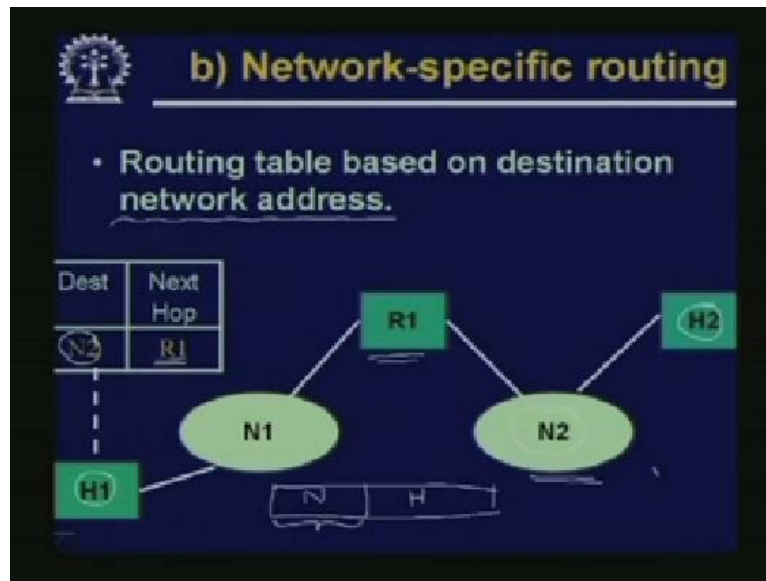 b) Network-specific routing
• Routing table based on destination
network address.
Dest
Next
Hop
N2
R1
R1
H2
N1
N2
H1
N
H